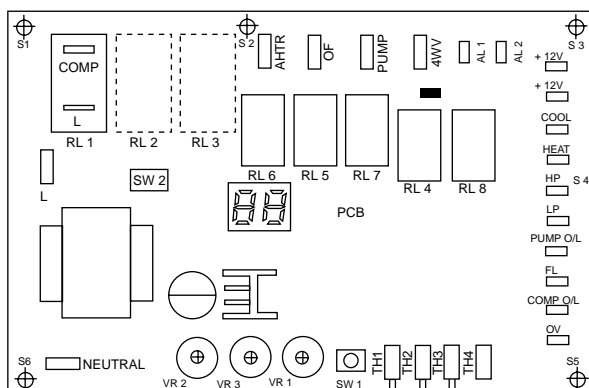 S1
S 2
S 3
COMP
L
RL 1
RL 2
RL 3
AHTR
OF
PUMP
4WV
AL 1
AL 2
+ 12V
+ 12V
COOL
HEAT
HP
S 4
LP
PUMP O/L
FL
COMP O/L
OV
RL 6
RL 5
RL 7
RL 4
RL 8
L
SW 2
88
PCB
S6
NEUTRAL
VR 2
VR 3
VR 1
SW 1
TH1
TH2
TH3
TH4
S5